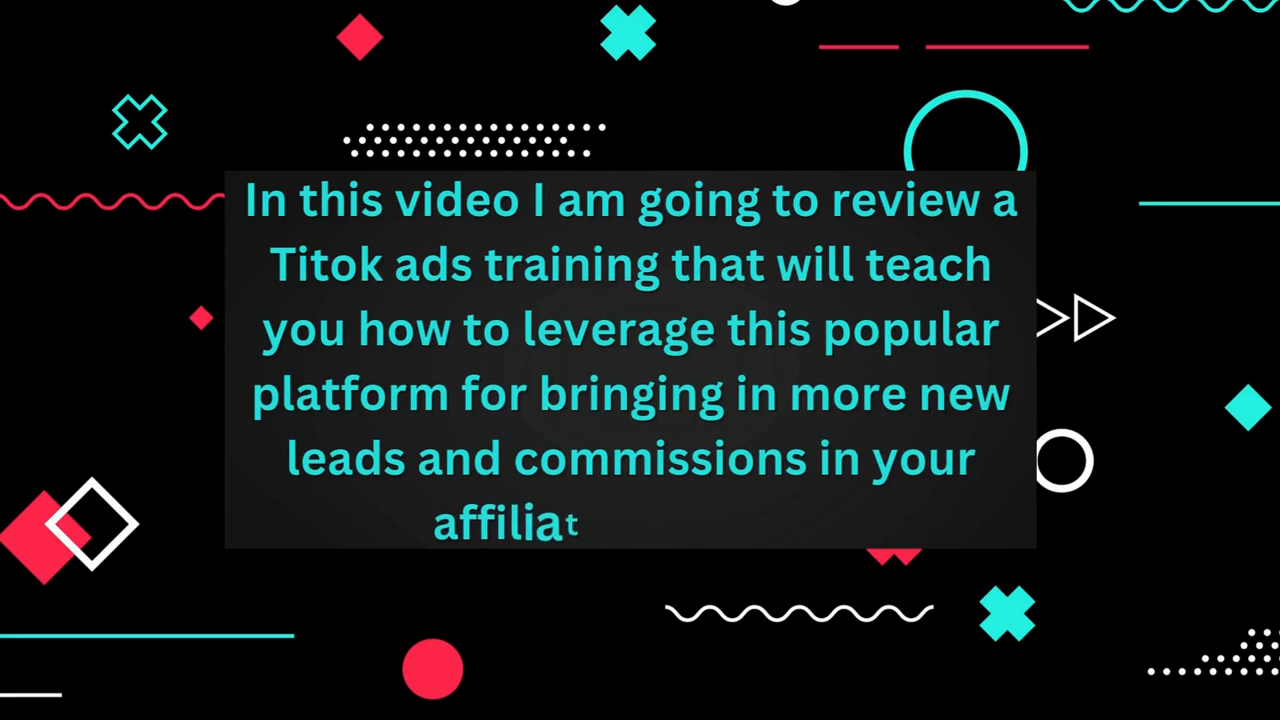 In this video I am going to review a
Titok ads training that will teach
you how to leverage this popular
platform for bringing in more new
leads and commissions in your
affiliat